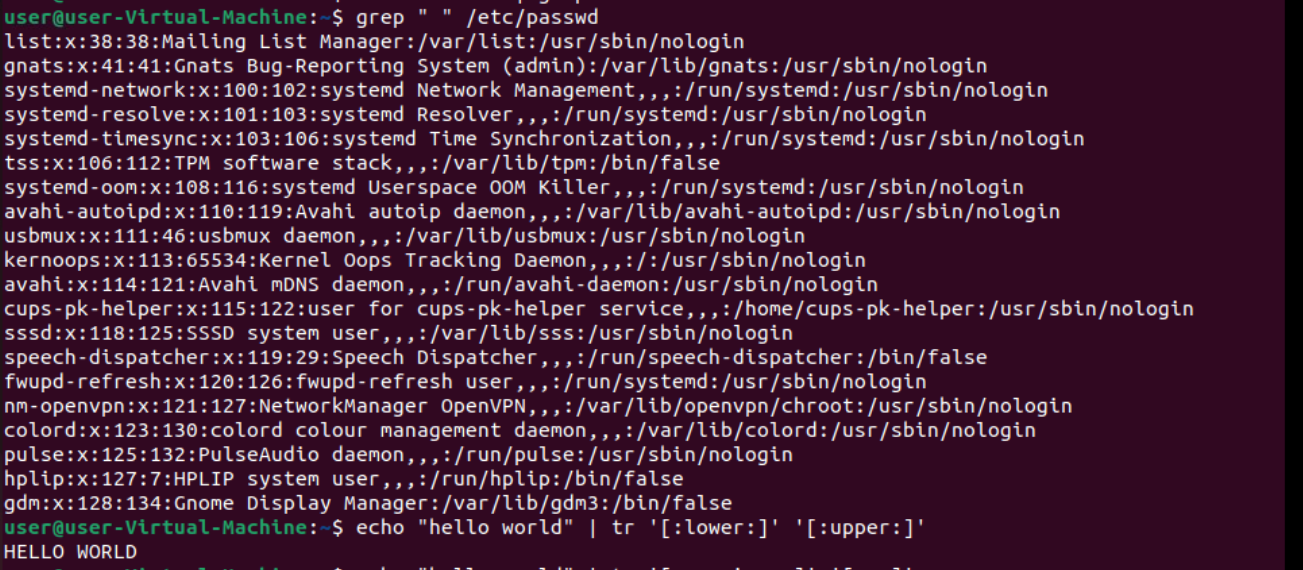 user@user-Virtual-Machine:~$ grep " " /etc/passwd
list:x:38:38:Mailing List Manager:/var/list:/usr/sbin/nologin
gnats:x:41:41:Gnats Bug-Reporting System (admin):/var/lib/gnats:/usr/sbin/nologin
systemd-network:x:100:102:systemd Network Management,,,:/run/systemd:/usr/sbin/nologin
systemd-resolve:x:101:103:systemd Resolver,,,:/run/systemd:/usr/sbin/nologin
systemd-timesync:x:103:106:systemd Time Synchronization,,,:/run/systemd:/usr/sbin/nologin
tss:x:106:112:TPM software stack,,,:/var/lib/tpm:/bin/false
systemd-oom:x:108:116:systemd Userspace OOM Killer,,,:/run/systemd:/usr/sbin/nologin
avahi-autoipd:x:110:119:Avahi autoip daemon,,,:/var/lib/avahi-autoipd:/usr/sbin/nologin
usbmux:x:111:46:usbmux daemon,,,:/var/lib/usbmux:/usr/sbin/nologin
kernoops:x:113:65534:Kernel Oops Tracking Daemon,,,:/:/usr/sbin/nologin
avahi:x:114:121:Avahi mDNS daemon,,,:/run/avahi-daemon:/usr/sbin/nologin
cups-pk-helper:x:115:122:user for cups-pk-helper service,,,:/home/cups-pk-helper:/usr/sbin/nologin
sssd:x:118:125:SSSD system user,,,:/var/lib/sss:/usr/sbin/nologin
speech-dispatcher:x:119:29:Speech Dispatcher,,,:/run/speech-dispatcher:/bin/false
fwupd-refresh:x:120:126:fwupd-refresh user,,,:/run/systemd:/usr/sbin/nologin
nm-openvpn:x:121:127:NetworkManager OpenVPN,,,:/var/lib/openvpn/chroot:/usr/sbin/nologin
colord:x:123:130:colord colour management daemon,,,:/var/lib/colord:/usr/sbin/nologin
pulse:x:125:132:PulseAudio daemon,,,:/run/pulse:/usr/sbin/nologin
hplip:x:127:7:HPLIP system user,,,:/run/hplip:/bin/false
gdm:x:128:134:Gnome Display Manager:/var/lib/gdm3:/bin/false
user@user-Virtual-Machine:~$ echo "hello world" | tr '[:lower:]' '[:upper:]'
HELLO WORLD